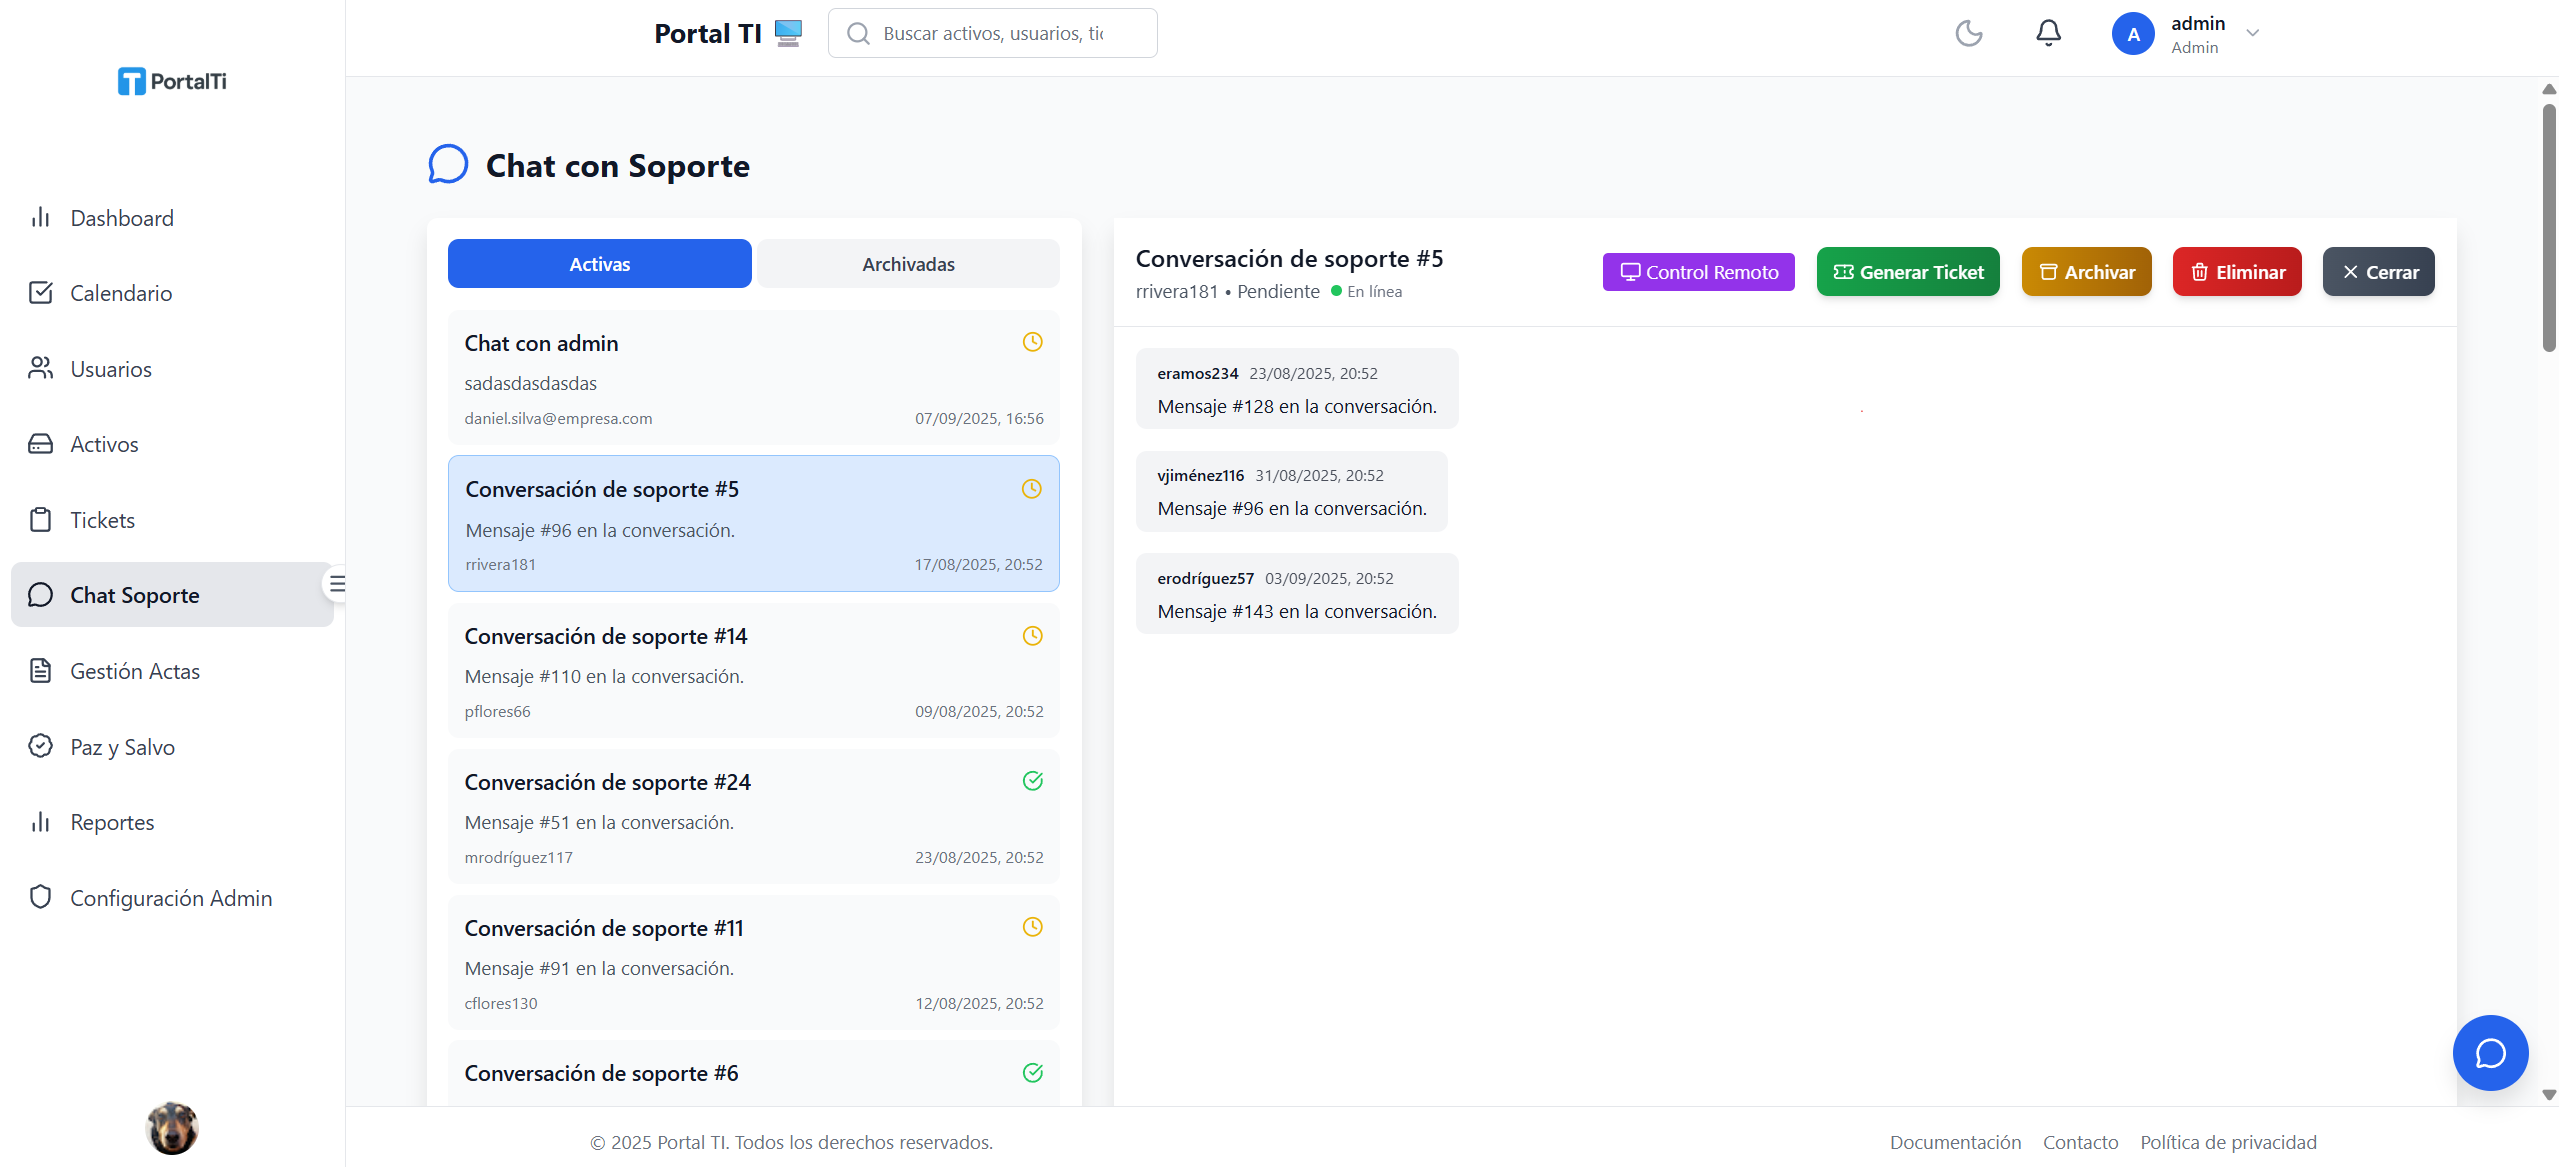 PortalTi
Dashboard
Calendario
Usuarios
Activos
Tickets
Chat Soporte
Gestión Actas
Paz y Salvo
Reportes
Configuración Admin
Portal TI
Buscar activos, usuarios, tic
A
admin
Admin
Chat con Soporte
Activas
Archivadas
Chat con admin
sadasdasdasdas
daniel.silva@empresa.com 07/09/2025, 16:56
Conversación de soporte #5
Mensaje #96 en la conversación.
rrivera181 17/08/2025, 20:52
Conversación de soporte #14
Mensaje #110 en la conversación.
pflores66 09/08/2025, 20:52
Conversación de soporte #24
Mensaje #51 en la conversación.
mrodríguez117 23/08/2025, 20:52
Conversación de soporte #11
Mensaje #91 en la conversación.
cflores130 12/08/2025, 20:52
Conversación de soporte #6
Conversación de soporte #5
rrivera181 • Pendiente En línea
Control Remoto
Generar Ticket
Archivar
Eliminar
Cerrar
eramos234 23/08/2025, 20:52
Mensaje #128 en la conversación.
vjiménez116 31/08/2025, 20:52
Mensaje #96 en la conversación.
erodríguez57 03/09/2025, 20:52
Mensaje #143 en la conversación.
© 2025 Portal TI. Todos los derechos reservados.
Documentación Contacto Política de privacidad